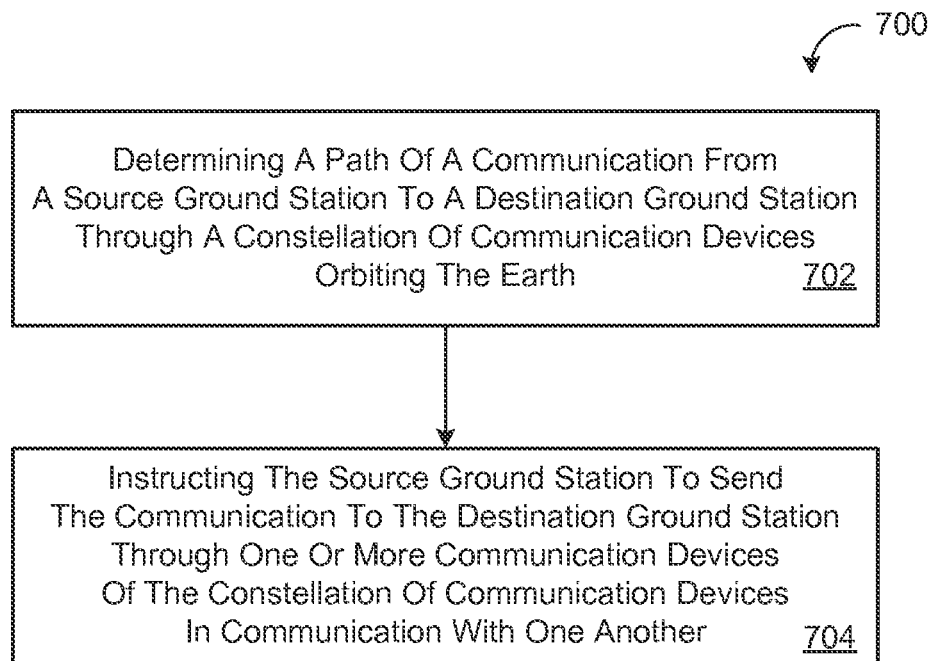 700
Determining A Path Of A Communication From
A Source Ground Station To A Destination Ground Station
Through A Constellation Of Communication Devices
Orbiting The Earth 702
Instructing The Source Ground Station To Send
The Communication To The Destination Ground Station
Through One Or More Communication Devices
Of The Constellation Of Communication Devices
In Communication With One Another 704